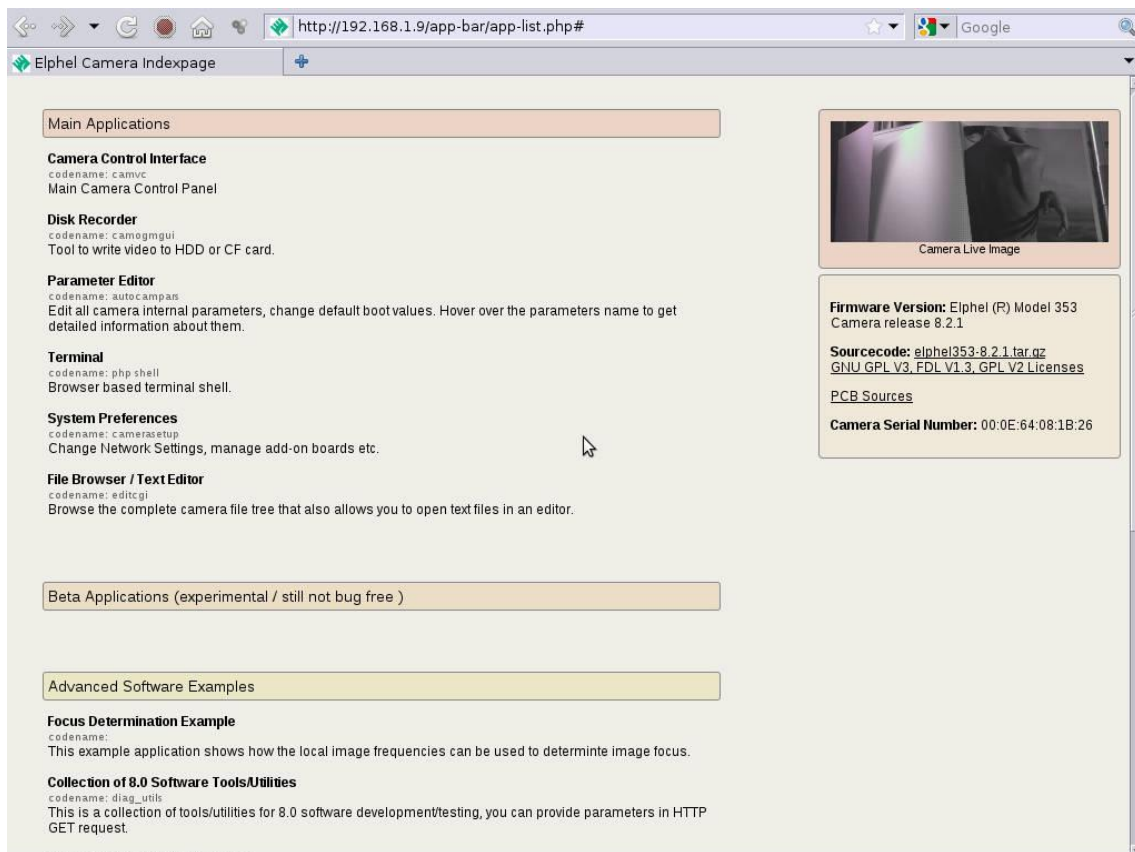 http://192.168.1.9/app-bar/app-list.php#
Google
Elphel Camera Indexpage
Main Applications
Camera Control Interface
codename: camvc
Main Camera Control Panel
Disk Recorder
codename: camogmgui
Tool to write video to HDD or CF card.
Parameter Editor
codename: autocampars
Edit all camera internal parameters, change default boot values. Hover over the parameters name to get
detailed information about them.
Terminal
codename: php shell
Browser based terminal shell.
System Preferences
codename: camerasetup
Change Network Settings, manage add-on boards etc.
File Browser / Text Editor
codename: editcgi
Browse the complete camera file tree that also allows you to open text files in an editor.
Beta Applications (experimental / still not bug free )
Advanced Software Examples
Focus Determination Example
codename:
This example application shows how the local image frequencies can be used to determinte image focus.
Collection of 8.0 Software Tools/Utilities
codename: diag_utils
This is a collection of tools/utilities for 8.0 software development/testing, you can provide parameters in HTTP
GET request.
Camera Live Image
Firmware Version: Elphel (R) Model 353
Camera release 8.2.1
Sourcecode: elphel353-8.2.1.tar.gz
GNU GPL V3, FDL V1.3, GPL V2 Licenses
PCB Sources
Camera Serial Number: 00:0E:64:08:1B:26